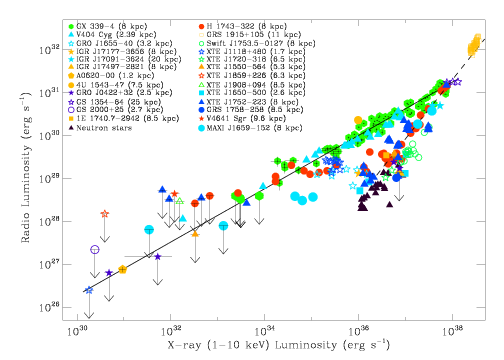 GX 339-4 (8 kpc)
V404 Cyg (2.39 kpc)
GRO J1655-40 (3.2 kpc)
IGR J17177-3656 (8 kpc)
IGR J17091-3624 (20 kpc)
IGR J17497-2821 (8 kpc)
A0620-00 (1.2 kpc)
4U 1543-47 (7.5 kpc)
GRO J0422+32 (2.5 kpc)
GS 1354-64 (25 kpc)
GS 2000+25 (2.7 kpc)
1E 1740.7-2942 (8.5 kpc)
Neutron stars
H 1743-322 (8 kpc)
GRS 1915+105 (11 kpc)
Swift J1753.5-0127 (8 kpc)
XTE J1118+480 (1.7 kpc)
XTE J1720-318 (6.5 kpc)
XTE J1550-564 (5.3 kpc)
XTE J1650-500 (2.6 kpc)
XTE J1859+226 (6.3 kpc)
XTE J1908+094 (8.5 kpc)
XTE J1752-223 (8 kpc)
GRS 1758-258 (8.5 kpc)
V4641 Sgr (9.6 kpc)
MAXI J1659-152 (8 kpc)
Radio Luminosity (erg s⁻¹)
10³²
10³¹
10³⁰
10²⁹
10²⁸
10²⁷
10²⁶
10³⁰
10³²
10³⁴
10³⁶
10³⁸
X-ray (1-10 keV) Luminosity (erg s⁻¹)